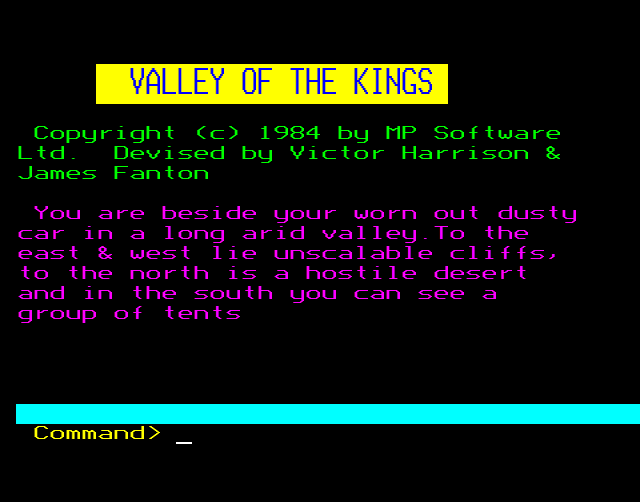 VALLEY OF THE KINGS
Copyright (c) 1984 by MP Software
Ltd.  Devised by Victor Harrison &
James Fanton
You are beside your worn out dusty
car in a long arid valley.To the
east & west lie unscalable cliffs,
to the north is a hostile desert
and in the south you can see a
group of tents
Command> _